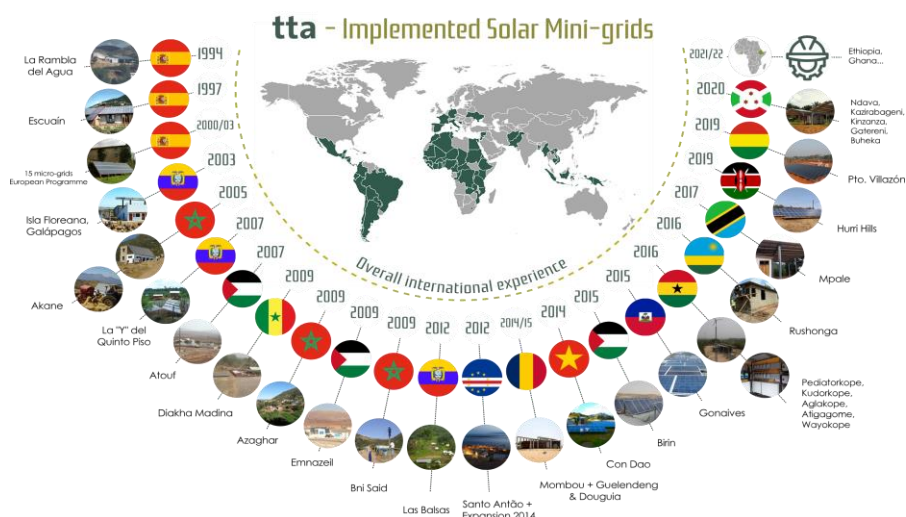 tta - Implemented Solar Mini-grids
La Rambla
del Agua
1994
Escuaín
1997
15 micro-grids
European Programme
2000/03
Isla Floreana,
Galápagos
2003
Akane
2005
La "Y" del
Quinto Piso
2007
Atouf
2007
Diakha Madina
2009
Azaghar
2009
Emnazeil
2009
Bni Said
2009
Las Balsas
2012
Santo Antão +
Expansion 2014
2012
Mombou + Guelendeng
& Douguia
2014/15
Con Dao
2014
Birin
2015
Gonaives
2015
Pediatorkope,
Kudorkope,
Aglakope,
Atigagome,
Wayokope
2016
Rushonga
2016
Mpale
2017
Hurri Hills
2019
Pto. Villazón
2019
Ndava,
Kazirabageni,
Kinzanza,
Gatereni,
Buheka
2020
Ethiopia,
Ghana...
2021/22
Overall international experience